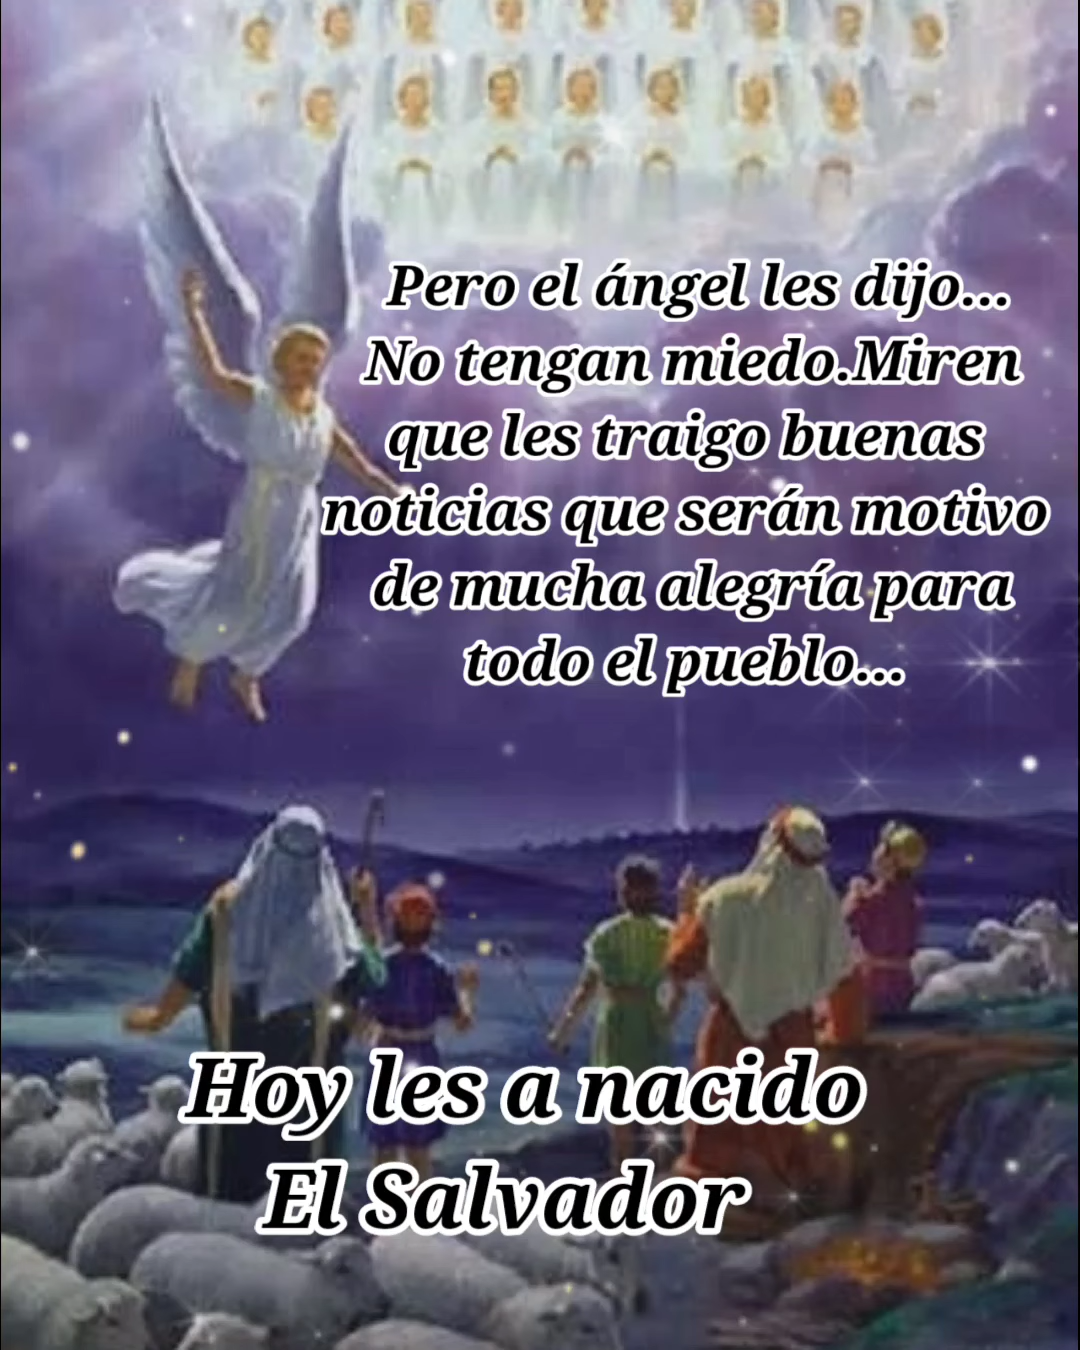 Pero el ángel les dijo...
No tengan miedo.Miren
que les traigo buenas
noticias que serán motivo
de mucha alegría para
todo el pueblo...
Hoy les a nacido
El Salvador